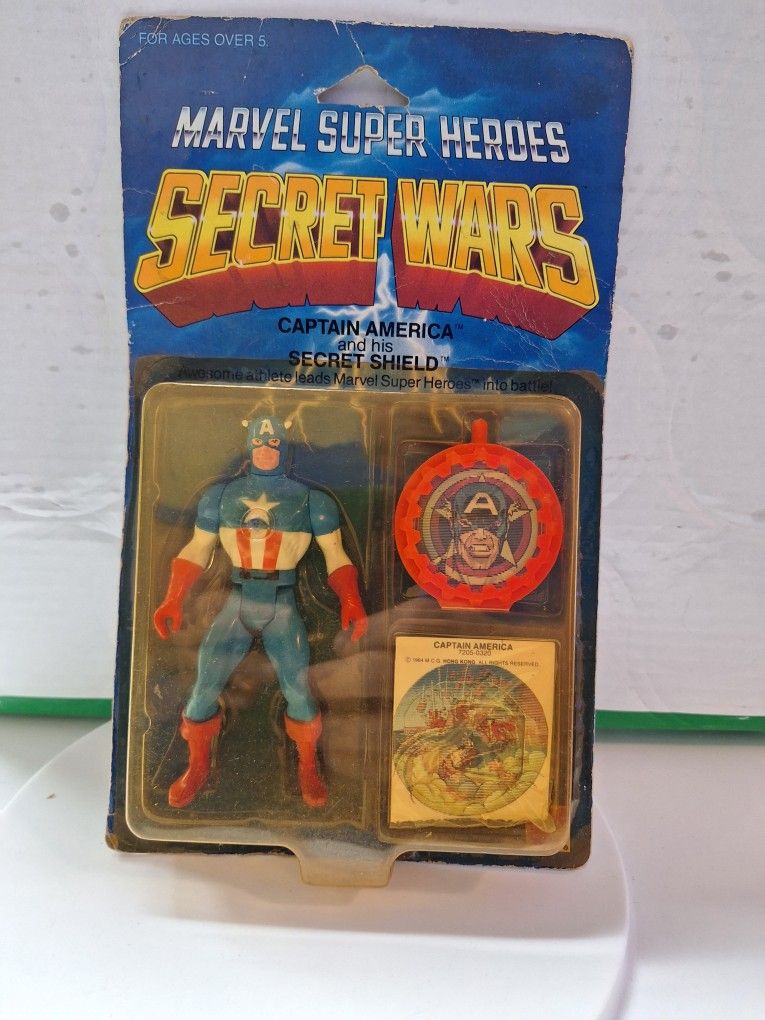 FOR AGES OVER 5.
MARVEL SUPER HEROES
SECRET WARS
CAPTAIN AMERICA™
and his
SECRET SHIELD™
Awesome athlete leads Marvel Super Heroes™ into battle!
A
A
CAPTAIN AMERICA
7205-0320
© 1984 M.C.G. HONG KONG. ALL RIGHTS RESERVED.